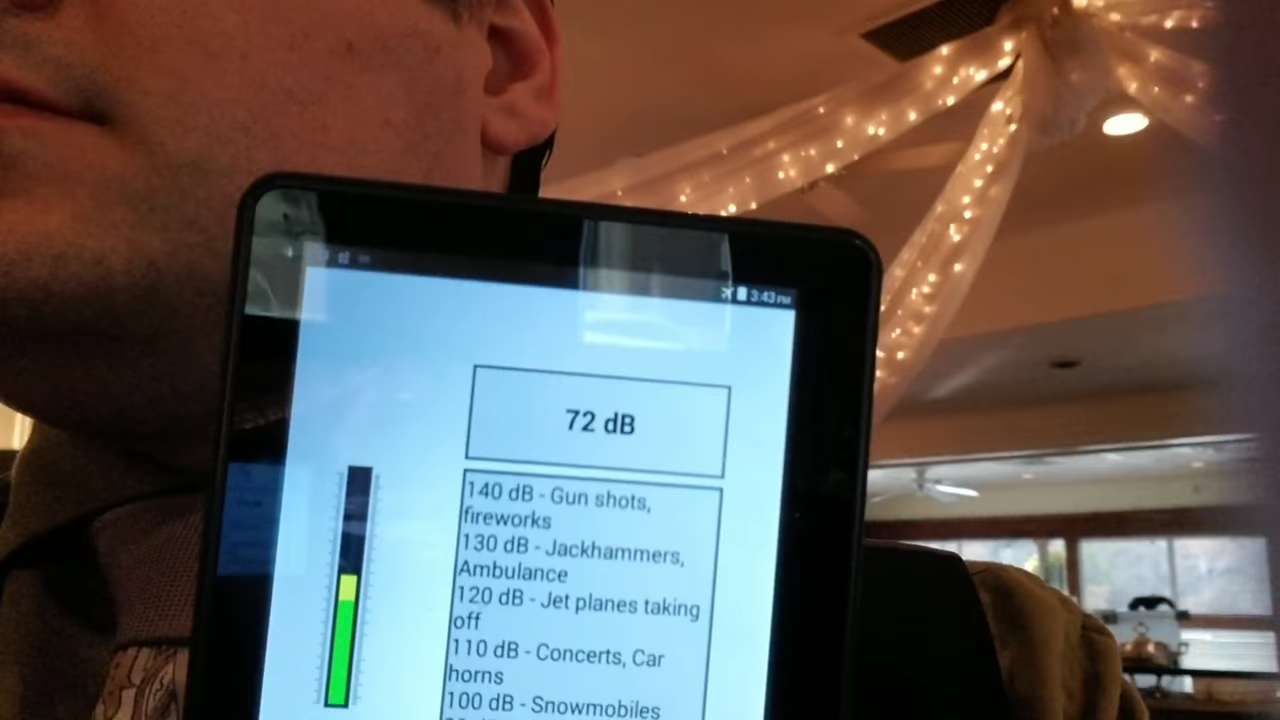 3:43 PM
72 dB
140 dB - Gun shots,
fireworks
130 dB - Jackhammers,
Ambulance
120 dB - Jet planes taking
off
110 dB - Concerts, Car
horns
100 dB - Snowmobiles